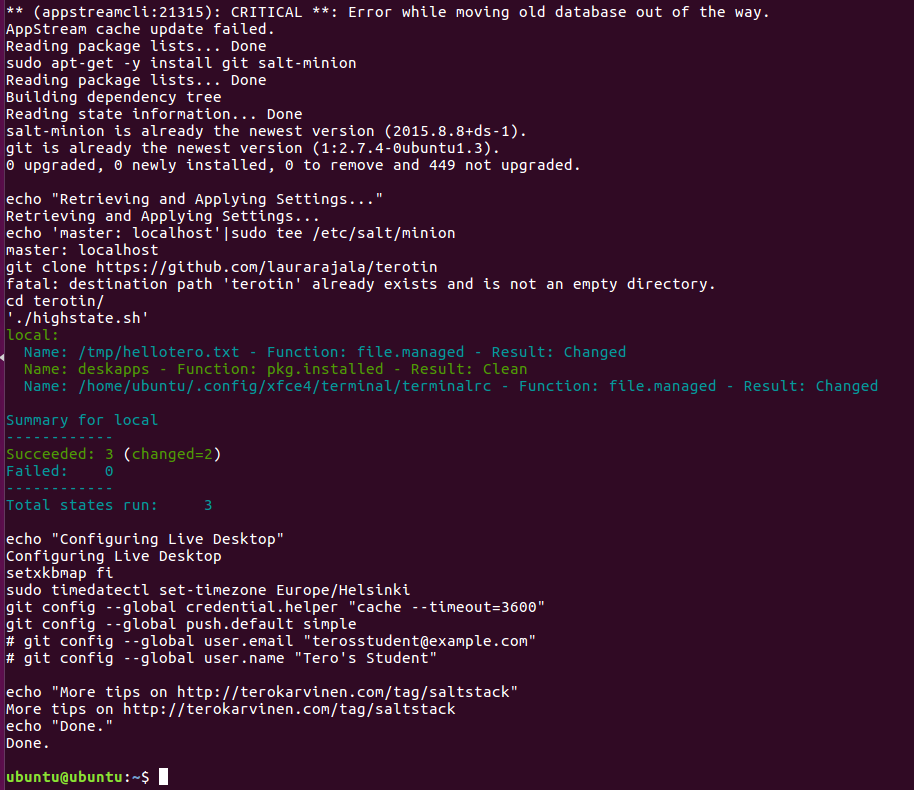 ** (appstreamcli:21315): CRITICAL **: Error while moving old database out of the way.
AppStream cache update failed.
Reading package lists... Done
sudo apt-get -y install git salt-minion
Reading package lists... Done
Building dependency tree
Reading state information... Done
salt-minion is already the newest version (2015.8.8+ds-1).
git is already the newest version (1:2.7.4-0ubuntu1.3).
0 upgraded, 0 newly installed, 0 to remove and 449 not upgraded.

echo "Retrieving and Applying Settings..."
Retrieving and Applying Settings...
echo 'master: localhost'|sudo tee /etc/salt/minion
master: localhost
git clone https://github.com/laurarajala/terotin
fatal: destination path 'terotin' already exists and is not an empty directory.
cd terotin/
'./highstate.sh'
local:
  Name: /tmp/hellotero.txt - Function: file.managed - Result: Changed
  Name: deskapps - Function: pkg.installed - Result: Clean
  Name: /home/ubuntu/.config/xfce4/terminal/terminalrc - Function: file.managed - Result: Changed

Summary for local
------------
Succeeded: 3 (changed=2)
Failed:    0
------------
Total states run:     3

echo "Configuring Live Desktop"
Configuring Live Desktop
setxkbmap fi
sudo timedatectl set-timezone Europe/Helsinki
git config --global credential.helper "cache --timeout=3600"
git config --global push.default simple
# git config --global user.email "terosstudent@example.com"
# git config --global user.name "Tero's Student"

echo "More tips on http://terokarvinen.com/tag/saltstack"
More tips on http://terokarvinen.com/tag/saltstack
echo "Done."
Done.

ubuntu@ubuntu:~$